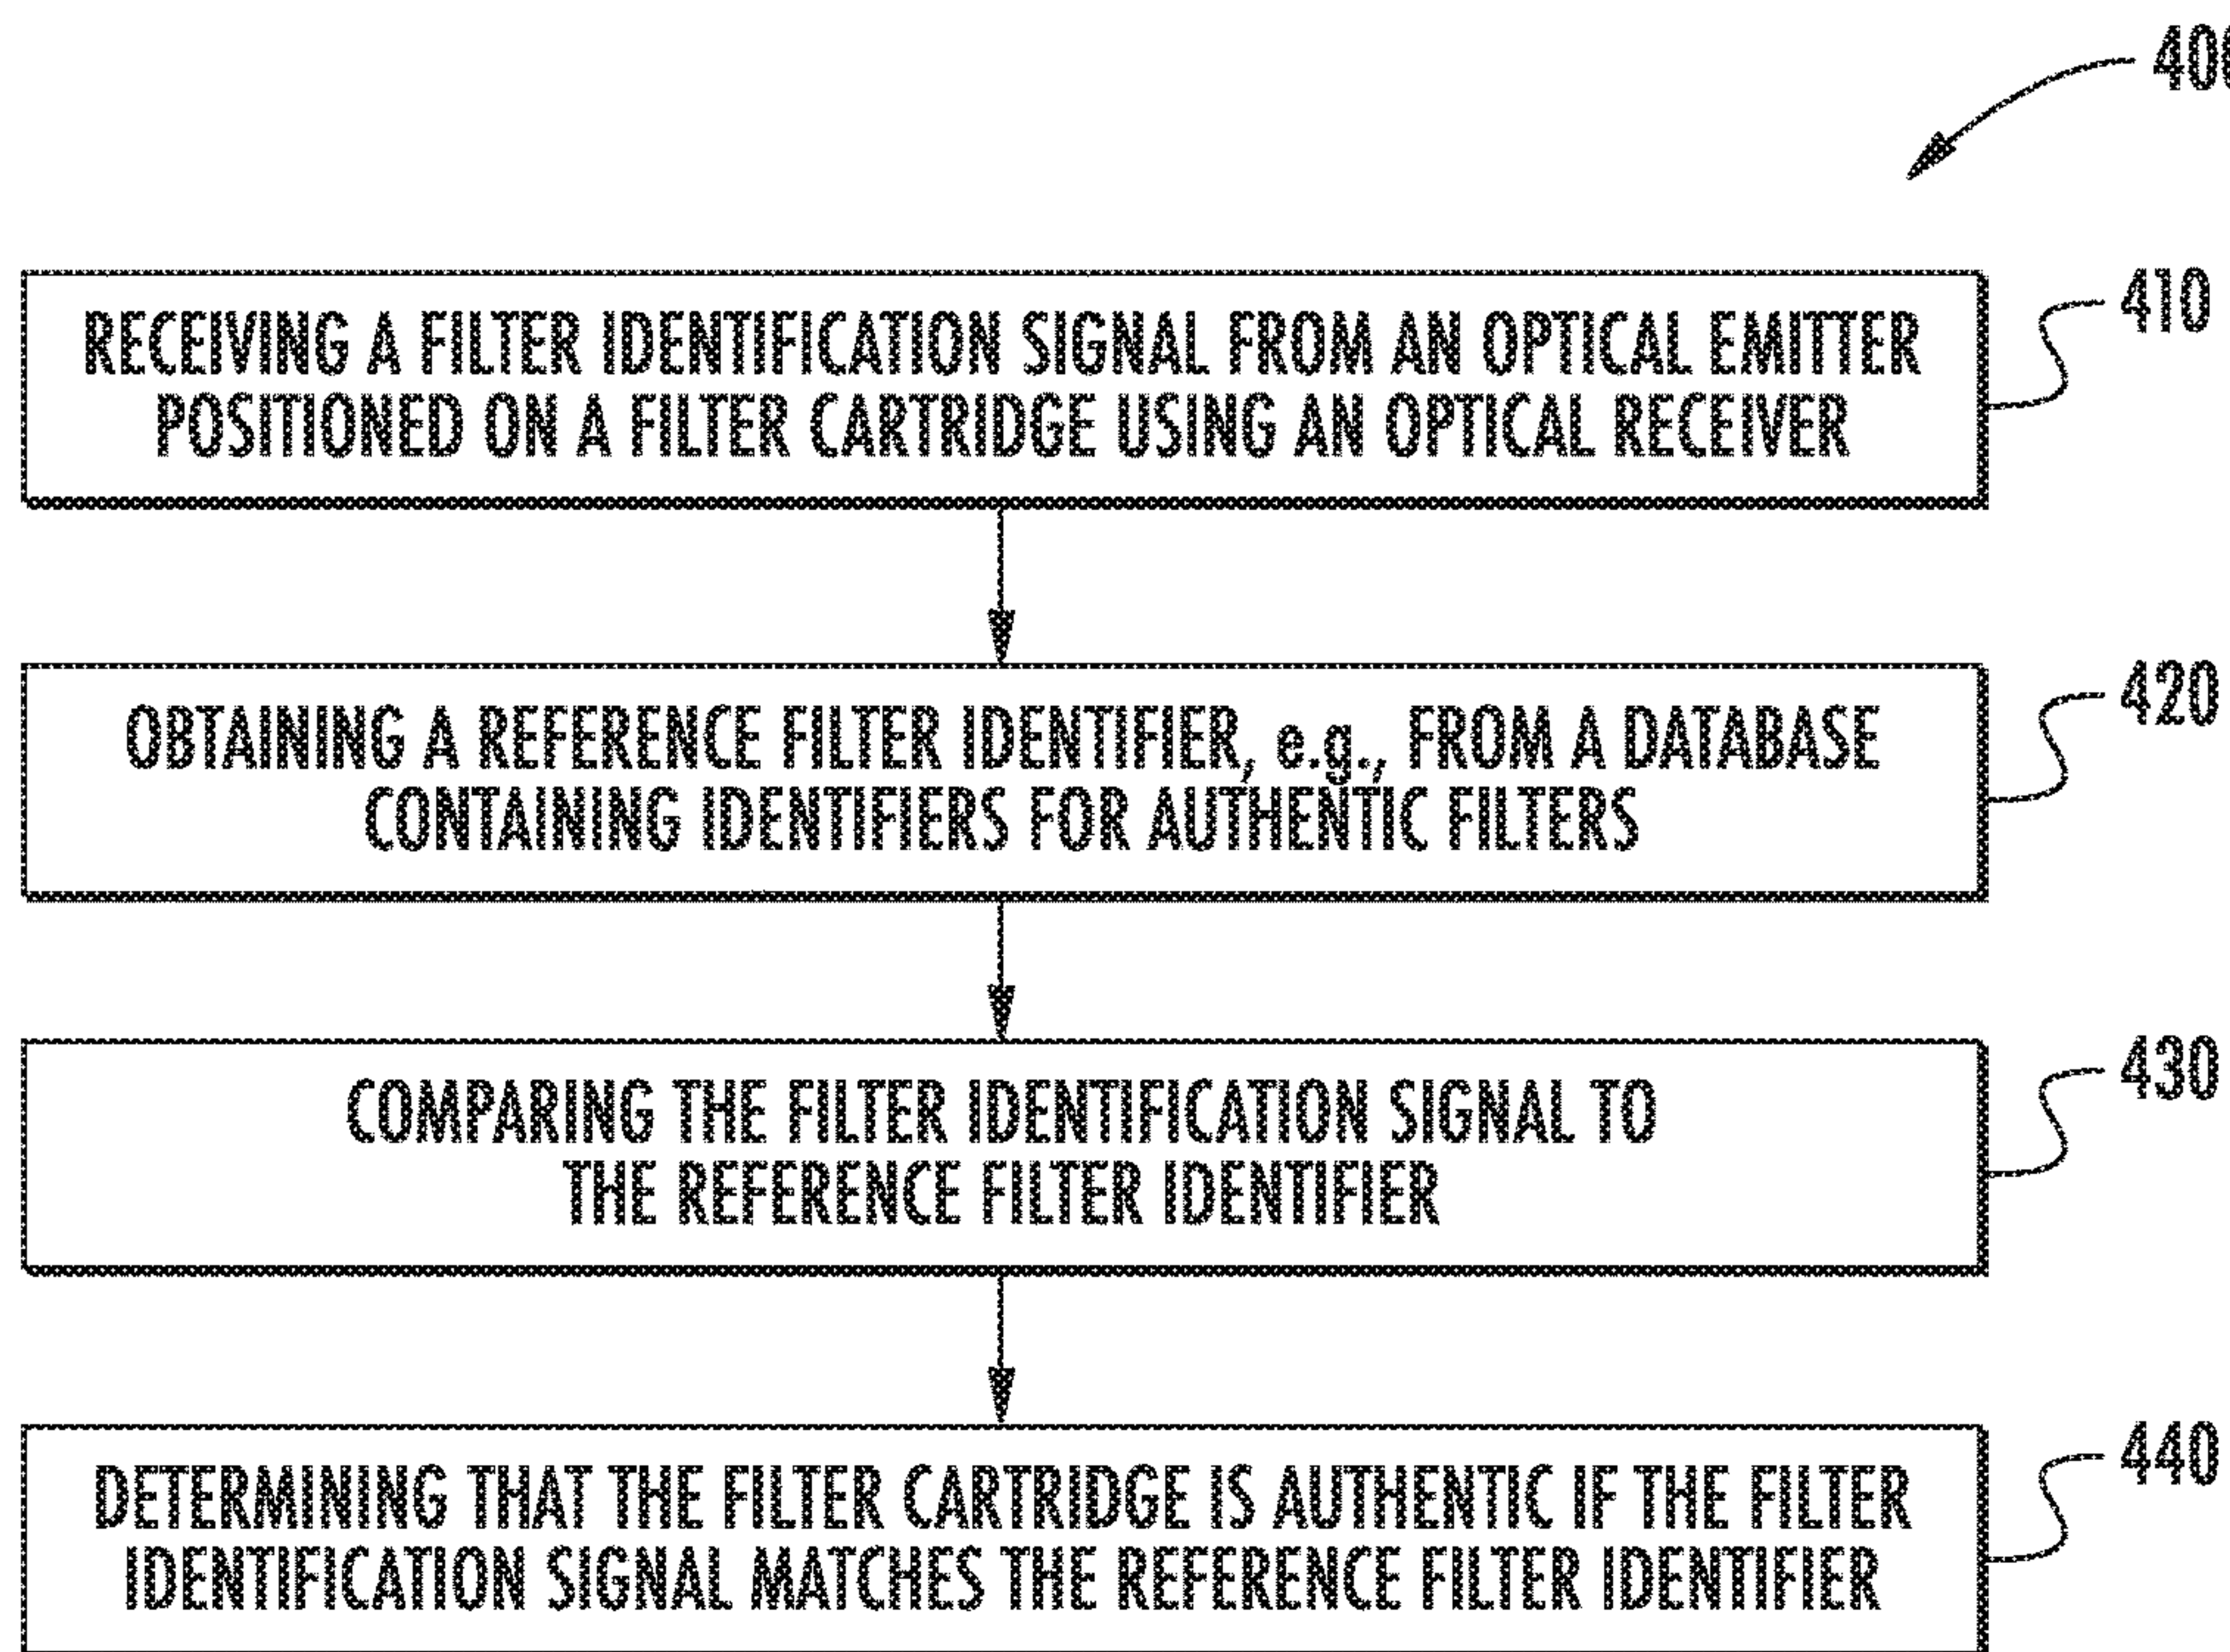 400
RECEIVING A FILTER IDENTIFICATION SIGNAL FROM AN OPTICAL EMITTER
POSITIONED ON A FILTER CARTRIDGE USING AN OPTICAL RECEIVER
410
OBTAINING A REFERENCE FILTER IDENTIFIER, e.g., FROM A DATABASE
CONTAINING IDENTIFIERS FOR AUTHENTIC FILTERS
420
COMPARING THE FILTER IDENTIFICATION SIGNAL TO
THE REFERENCE FILTER IDENTIFIER
430
DETERMINING THAT THE FILTER CARTRIDGE IS AUTHENTIC IF THE FILTER
IDENTIFICATION SIGNAL MATCHES THE REFERENCE FILTER IDENTIFIER
440